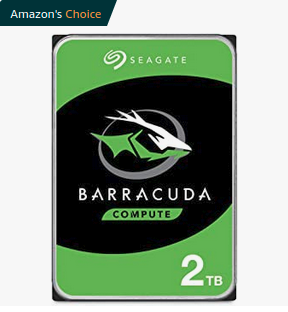 Amazon's Choice
SEAGATE
BARRACUDA
COMPUTE
2TB